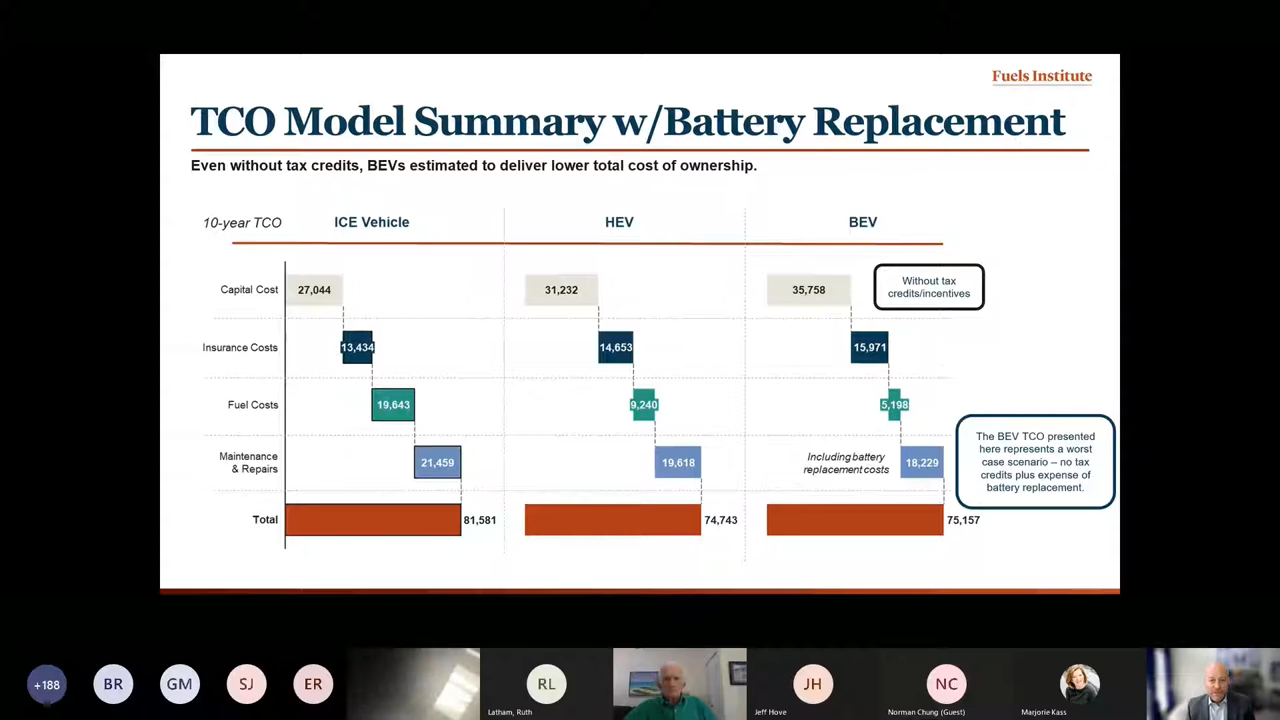 Fuels Institute
TCO Model Summary w/Battery Replacement
Even without tax credits, BEVs estimated to deliver lower total cost of ownership.
10-year TCO
ICE Vehicle
HEV
BEV
Capital Cost
27,044
31,232
35,758
Without tax
credits/incentives
Insurance Costs
13,434
14,653
15,971
Fuel Costs
19,643
9,240
5,198
Maintenance
& Repairs
21,459
19,618
Including battery
replacement costs
18,229
The BEV TCO presented
here represents a worst
case scenario – no tax
credits plus expense of
battery replacement.
Total
81,581
74,743
75,157
+188
BR
GM
SJ
ER
RL
Latham, Ruth
JH
Jeff Hove
NC
Norman Chung (Guest)
Marjorie Kass